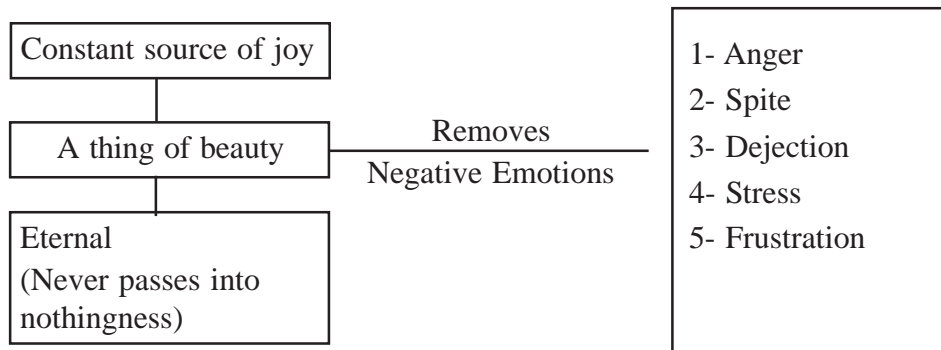 Constant source of joy
A thing of beauty
Eternal
(Never passes into
nothingness)
Removes
Negative Emotions
1- Anger
2- Spite
3- Dejection
4- Stress
5- Frustration